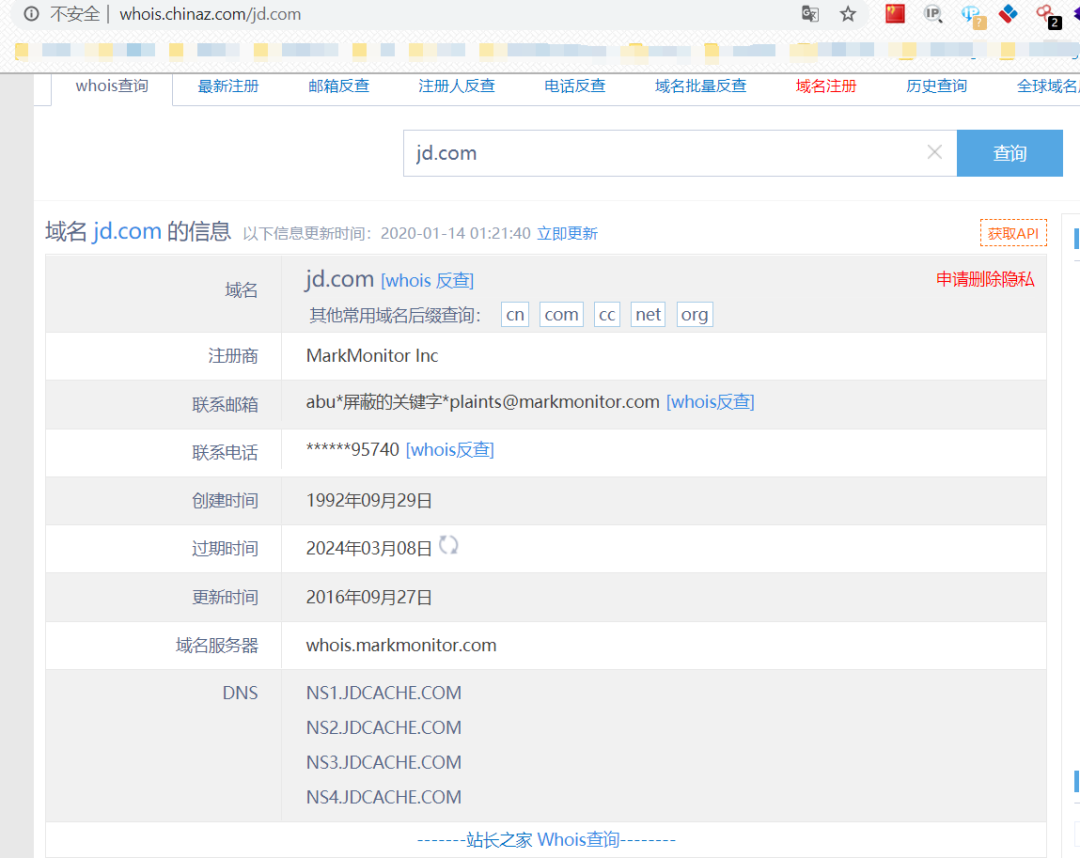 不安全 | whois.chinaz.com/jd.com
2
whois查询 最新注册 邮箱反查 注册人反查 电话反查 域名批量反查 域名注册 历史查询 全球域名
jd.com 查询
域名 jd.com 的信息 以下信息更新时间：2020-01-14 01:21:40 立即更新 获取API
域名 jd.com [whois 反查] 申请删除隐私
其他常用域名后缀查询： cn com cc net org
注册商 MarkMonitor Inc
联系邮箱 abu*屏蔽的关键字*plaints@markmonitor.com [whois反查]
联系电话 ******95740 [whois反查]
创建时间 1992年09月29日
过期时间 2024年03月08日
更新时间 2016年09月27日
域名服务器 whois.markmonitor.com
DNS NS1.JDCACHE.COM
NS2.JDCACHE.COM
NS3.JDCACHE.COM
NS4.JDCACHE.COM
-------站长之家 Whois查询--------